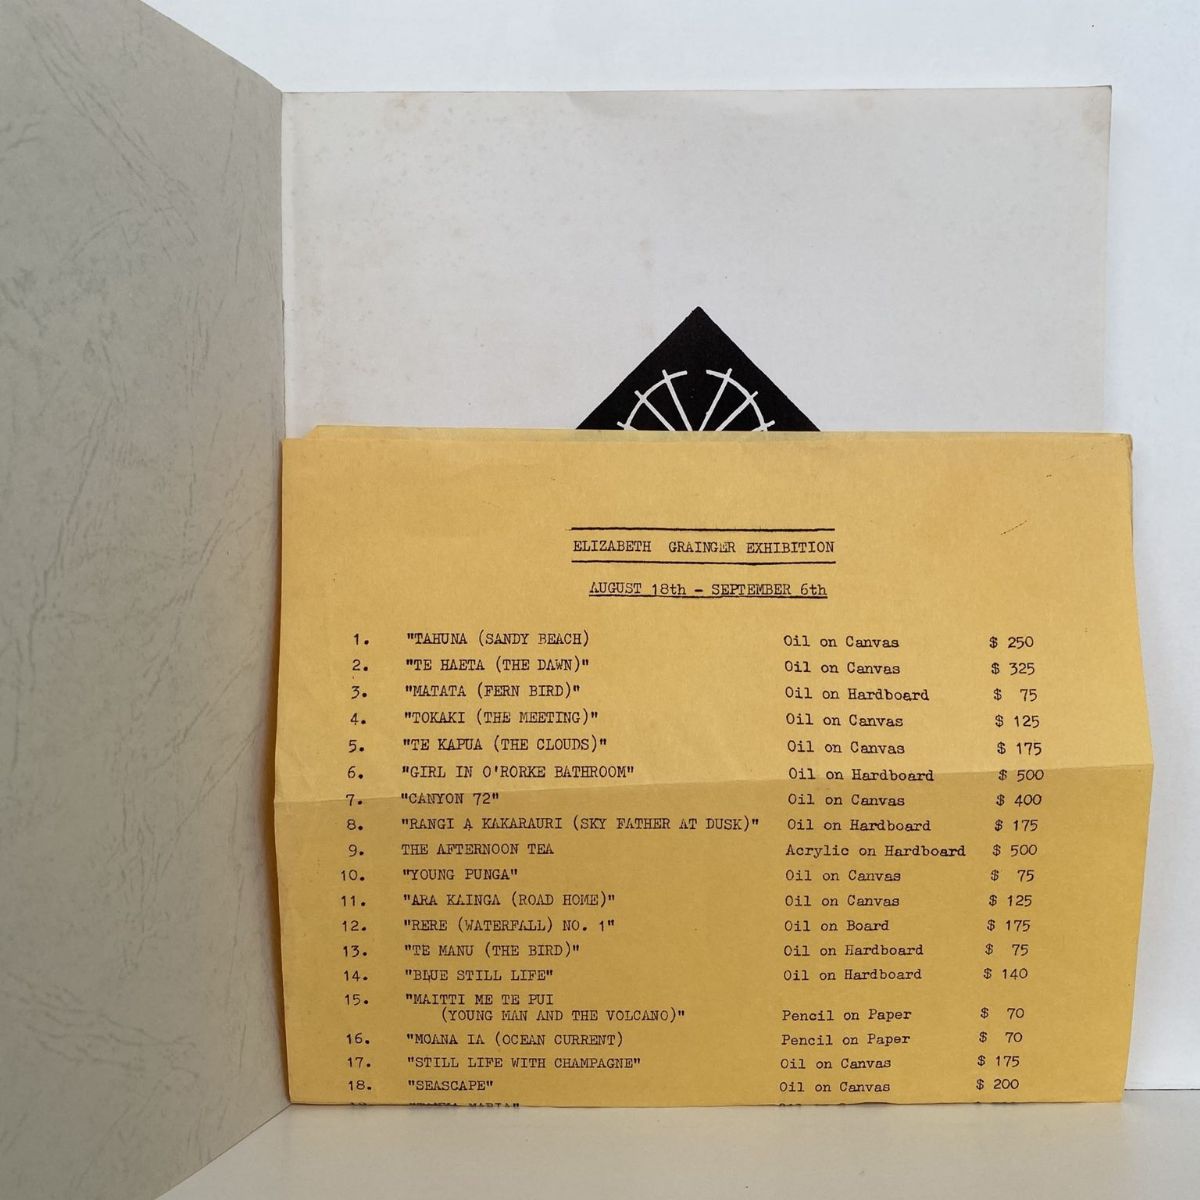 ELIZABETH GRAINGER EXHIBITION
AUGUST 18th - SEPTEMBER 6th
1. "TAHUNA (SANDY BEACH) Oil on Canvas $ 250
2. "TE HAETA (THE DAWN)" Oil on Canvas $ 325
3. "MATATA (FERN BIRD)" Oil on Hardboard $ 75
4. "TOKAKI (THE MEETING)" Oil on Canvas $ 125
5. "TE KAPUA (THE CLOUDS)" Oil on Canvas $ 175
6. "GIRL IN O'RORKE BATHROOM" Oil on Hardboard $ 500
7. "CANYON 72" Oil on Canvas $ 400
8. "RANGI A KAKARAURI (SKY FATHER AT DUSK)" Oil on Hardboard $ 175
9. THE AFTERNOON TEA Acrylic on Hardboard $ 500
10. "YOUNG PUNGA" Oil on Canvas $ 75
11. "ARA KAINGA (ROAD HOME)" Oil on Canvas $ 125
12. "RERE (WATERFALL) NO. 1" Oil on Board $ 175
13. "TE MANU (THE BIRD)" Oil on Hardboard $ 75
14. "BLUE STILL LIFE" Oil on Hardboard $ 140
15. "MAITTI ME TE PUI
(YOUNG MAN AND THE VOLCANO)" Pencil on Paper $ 70
16. "MOANA IA (OCEAN CURRENT) Pencil on Paper $ 70
17. "STILL LIFE WITH CHAMPAGNE" Oil on Canvas $ 175
18. "SEASCAPE" Oil on Canvas $ 200